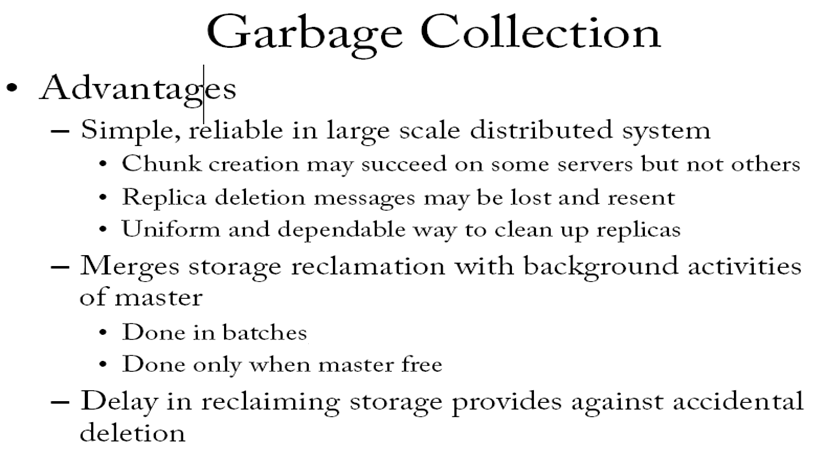 Garbage Collection
• Advantages
– Simple, reliable in large scale distributed system
• Chunk creation may succeed on some servers but not others
• Replica deletion messages may be lost and resent
• Uniform and dependable way to clean up replicas
– Merges storage reclamation with background activities
of master
• Done in batches
• Done only when master free
– Delay in reclaiming storage provides against accidental
deletion